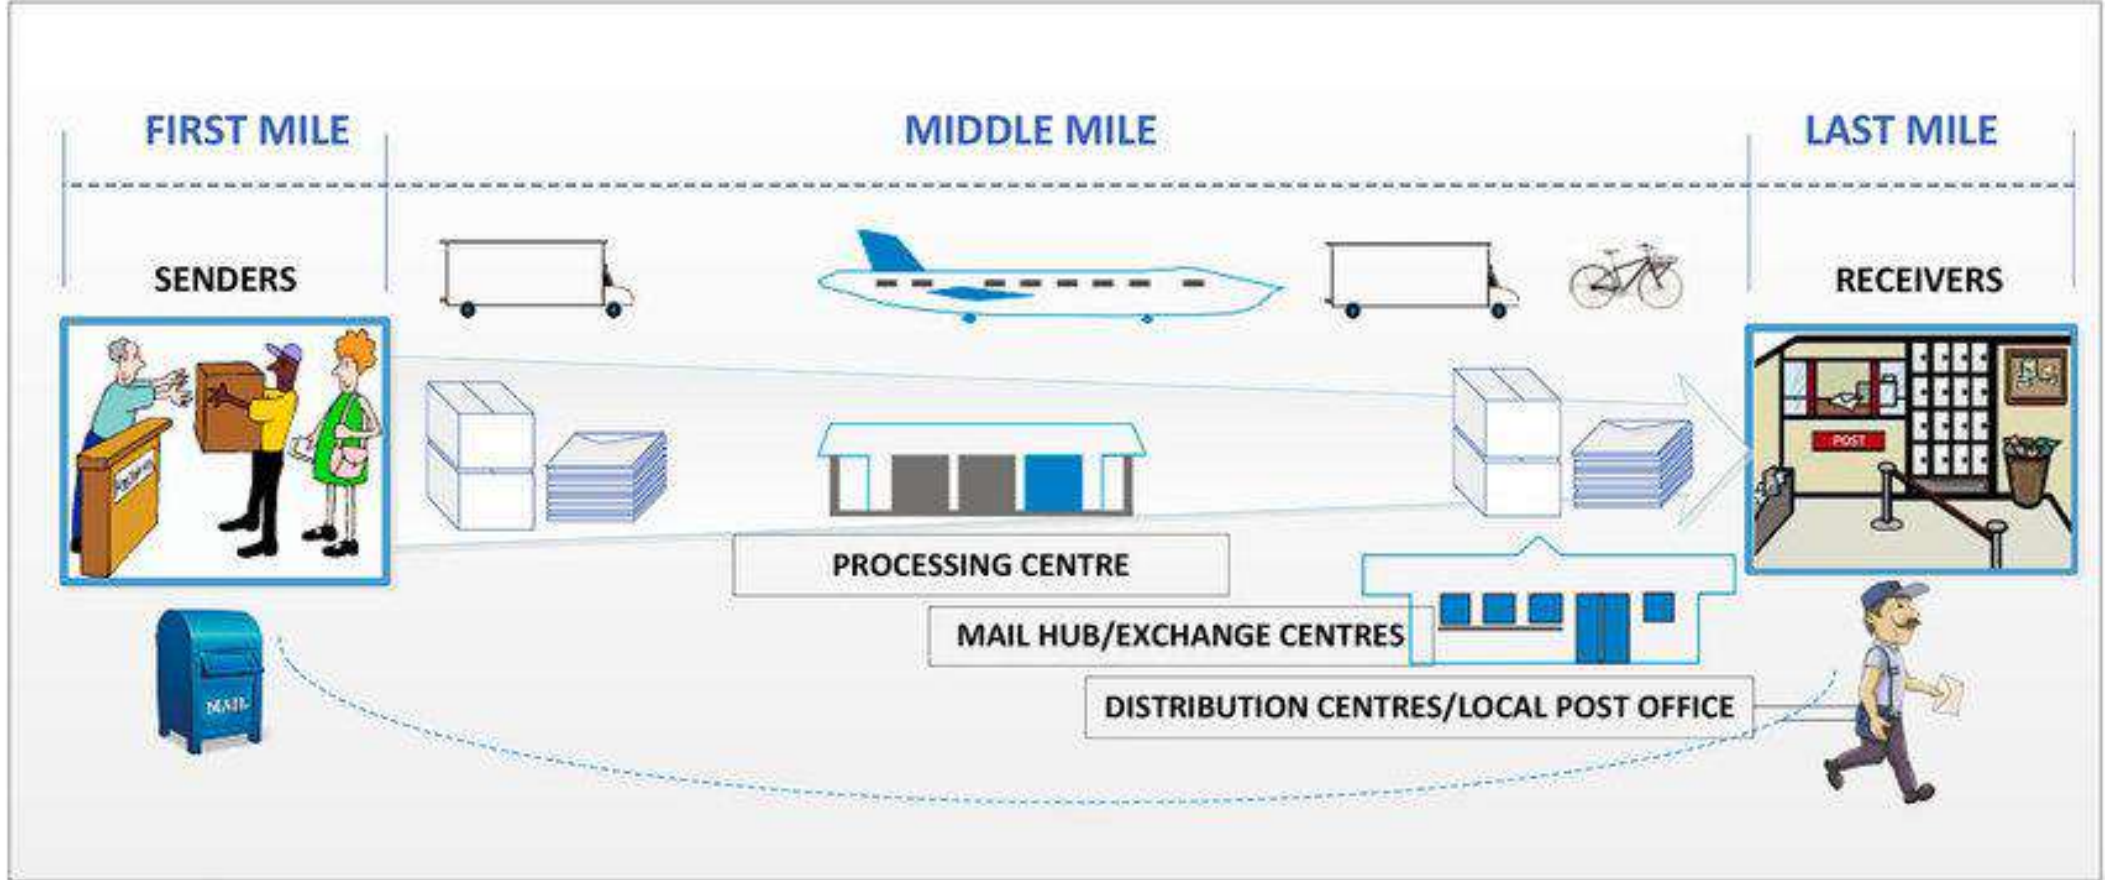 FIRST MILE
MIDDLE MILE
LAST MILE
SENDERS
RECEIVERS
POST
PROCESSING CENTRE
MAIL HUB/EXCHANGE CENTRES
MAIL
DISTRIBUTION CENTRES/LOCAL POST OFFICE